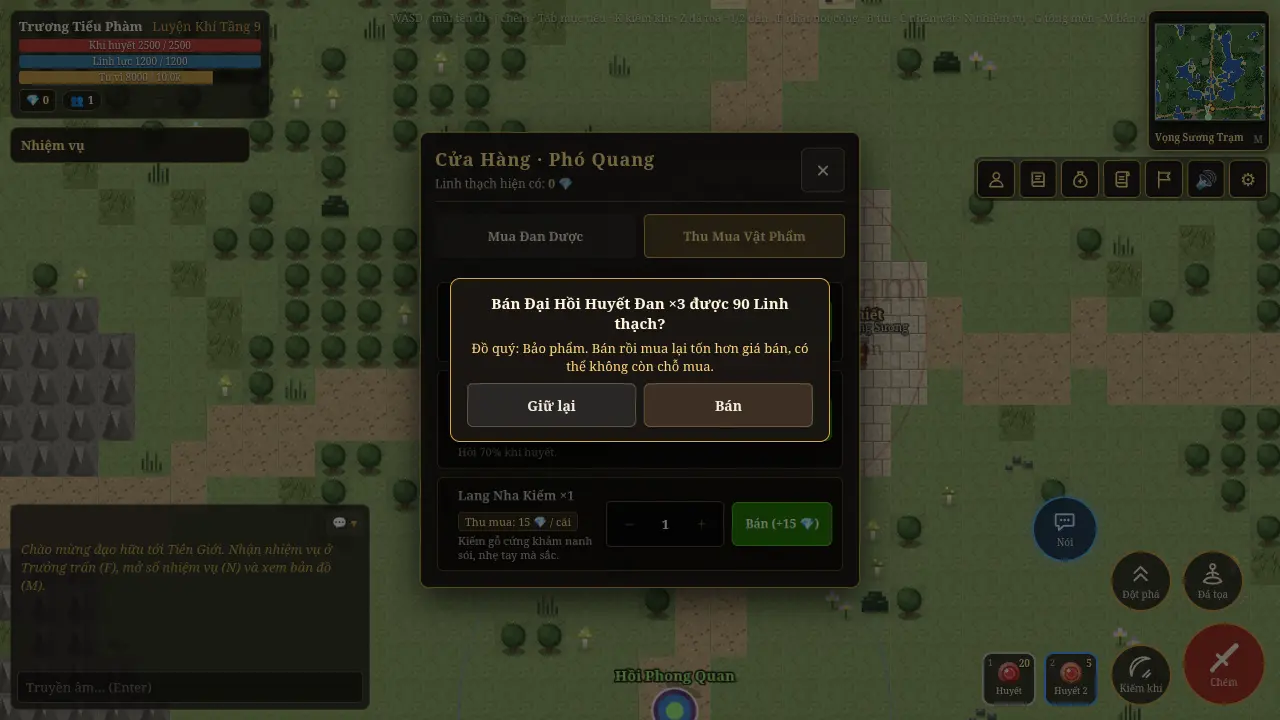 Trương Tiểu Phàm Luyện Khí Tầng 9
Khí huyết 2500 / 2500
Linh lực 1200 / 1200
Tu vi 8000 / 10.0k
0
1
Nhiệm vụ
Vọng Sương Trạm M
Cửa Hàng · Phó Quang
Linh thạch hiện có: 0
Mua Đan Dược
Thu Mua Vật Phẩm
Bán Đại Hồi Huyết Đan ×3 được 90 Linh
thạch?
Đồ quý: Bảo phẩm. Bán rồi mua lại tốn hơn giá bán, có
thể không còn chỗ mua.
Giữ lại
Bán
Hồi 70% khí huyết.
Lang Nha Kiếm ×1
Thu mua: 15 / cái
Kiếm gỗ cứng khảm nanh
sói, nhẹ tay mà sắc.
− 1 +
Bán (+15 )
Chào mừng đạo hữu tới Tiên Giới. Nhận nhiệm vụ ở
Trưởng trấn (F), mở sổ nhiệm vụ (N) và xem bản đồ
(M).
Truyền âm... (Enter)
Hồi Phong Quan
Nói
Đột phá
Đả tọa
1 20
Huyết
2 5
Huyết 2
Kiếm khí
Chém